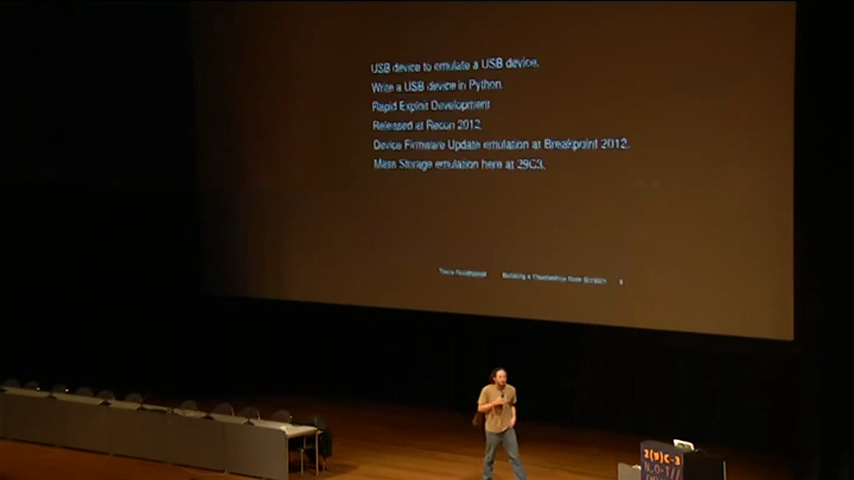 USB device to emulate a USB device.
Write a USB device in Python.
Rapid Exploit Development
Released at Recon 2012.
Device Firmware Update emulation at Breakpoint 2012.
Mass Storage emulation here at 29C3.
Building a
N.O.T//